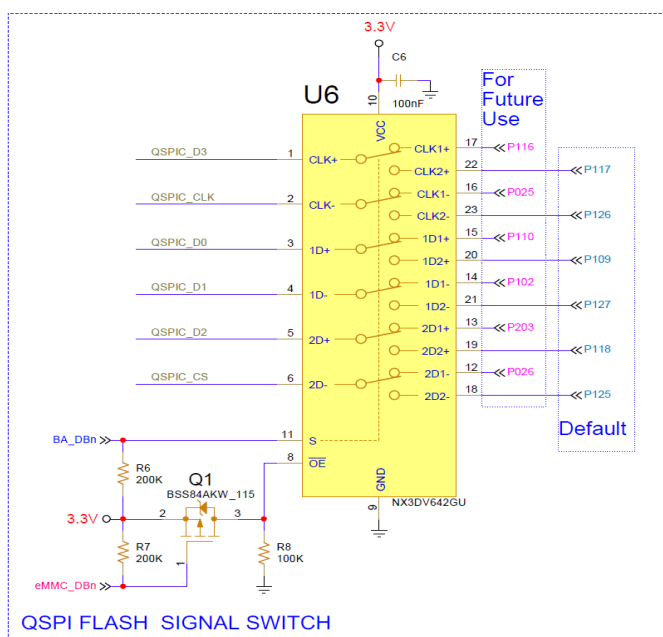 3.3V
C6
100nF
U6
10
VCC
For
Future
Use
QSPIC_D3
1
CLK+
CLK1+
17
P116
CLK2+
22
P117
QSPIC_CLK
2
CLK-
CLK1-
16
P025
CLK2-
23
P126
QSPIC_D0
3
1D+
1D1+
15
P110
1D2+
20
P109
QSPIC_D1
4
1D-
1D1-
14
P102
1D2-
21
P127
QSPIC_D2
5
2D+
2D1+
13
P203
2D2+
19
P118
QSPIC_CS
6
2D-
2D1-
12
P026
2D2-
18
P125
Default
BA_DBn
11
S
8
OE
GND
9
NX3DV642GU
R6
200K
Q1
BSS84AKW_115
3.3V
2
3
1
R7
200K
R8
100K
eMMC_DBn
QSPI FLASH SIGNAL SWITCH